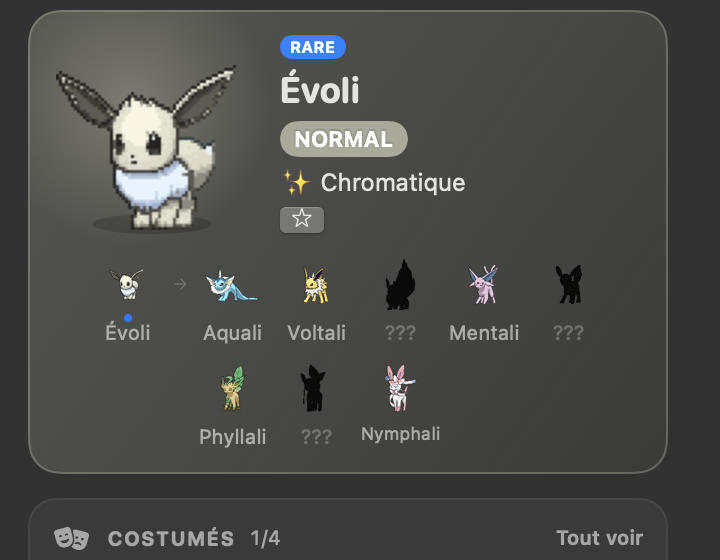 RARE
Évoli
NORMAL
✨ Chromatique
Évoli
Aquali
Voltali
???
Mentali
???
Phyllali
???
Nymphali
COSTUMÉS 1/4
Tout voir